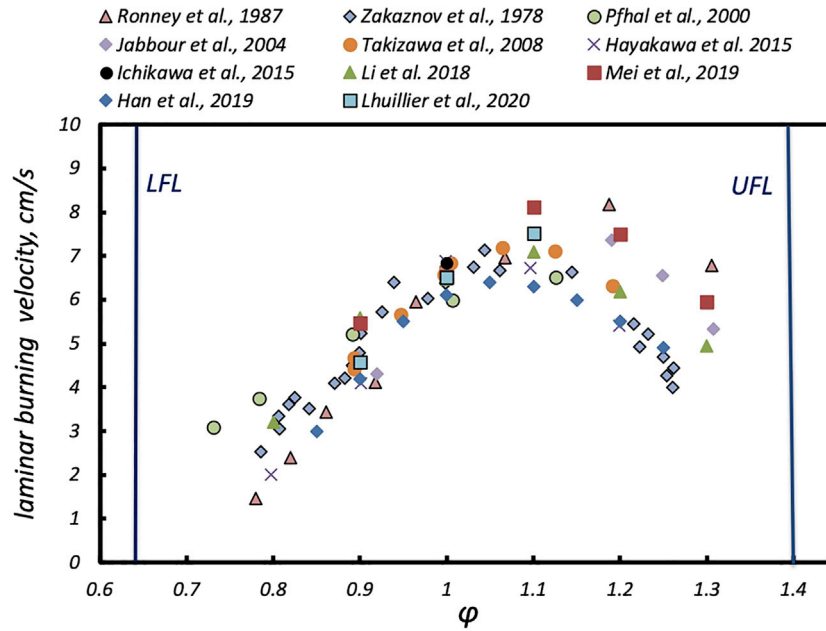 Ronney et al., 1987 Zakaznov et al., 1978 Pfhal et al., 2000
Jabbour et al., 2004 Takizawa et al., 2008 Hayakawa et al. 2015
Ichikawa et al., 2015 Li et al. 2018 Mei et al., 2019
Han et al., 2019 Lhuillier et al., 2020
10
9
8
7
6
5
4
3
2
1
0
laminar burning velocity, cm/s
LFL
UFL
0.6 0.7 0.8 0.9 1 1.1 1.2 1.3 1.4
φ